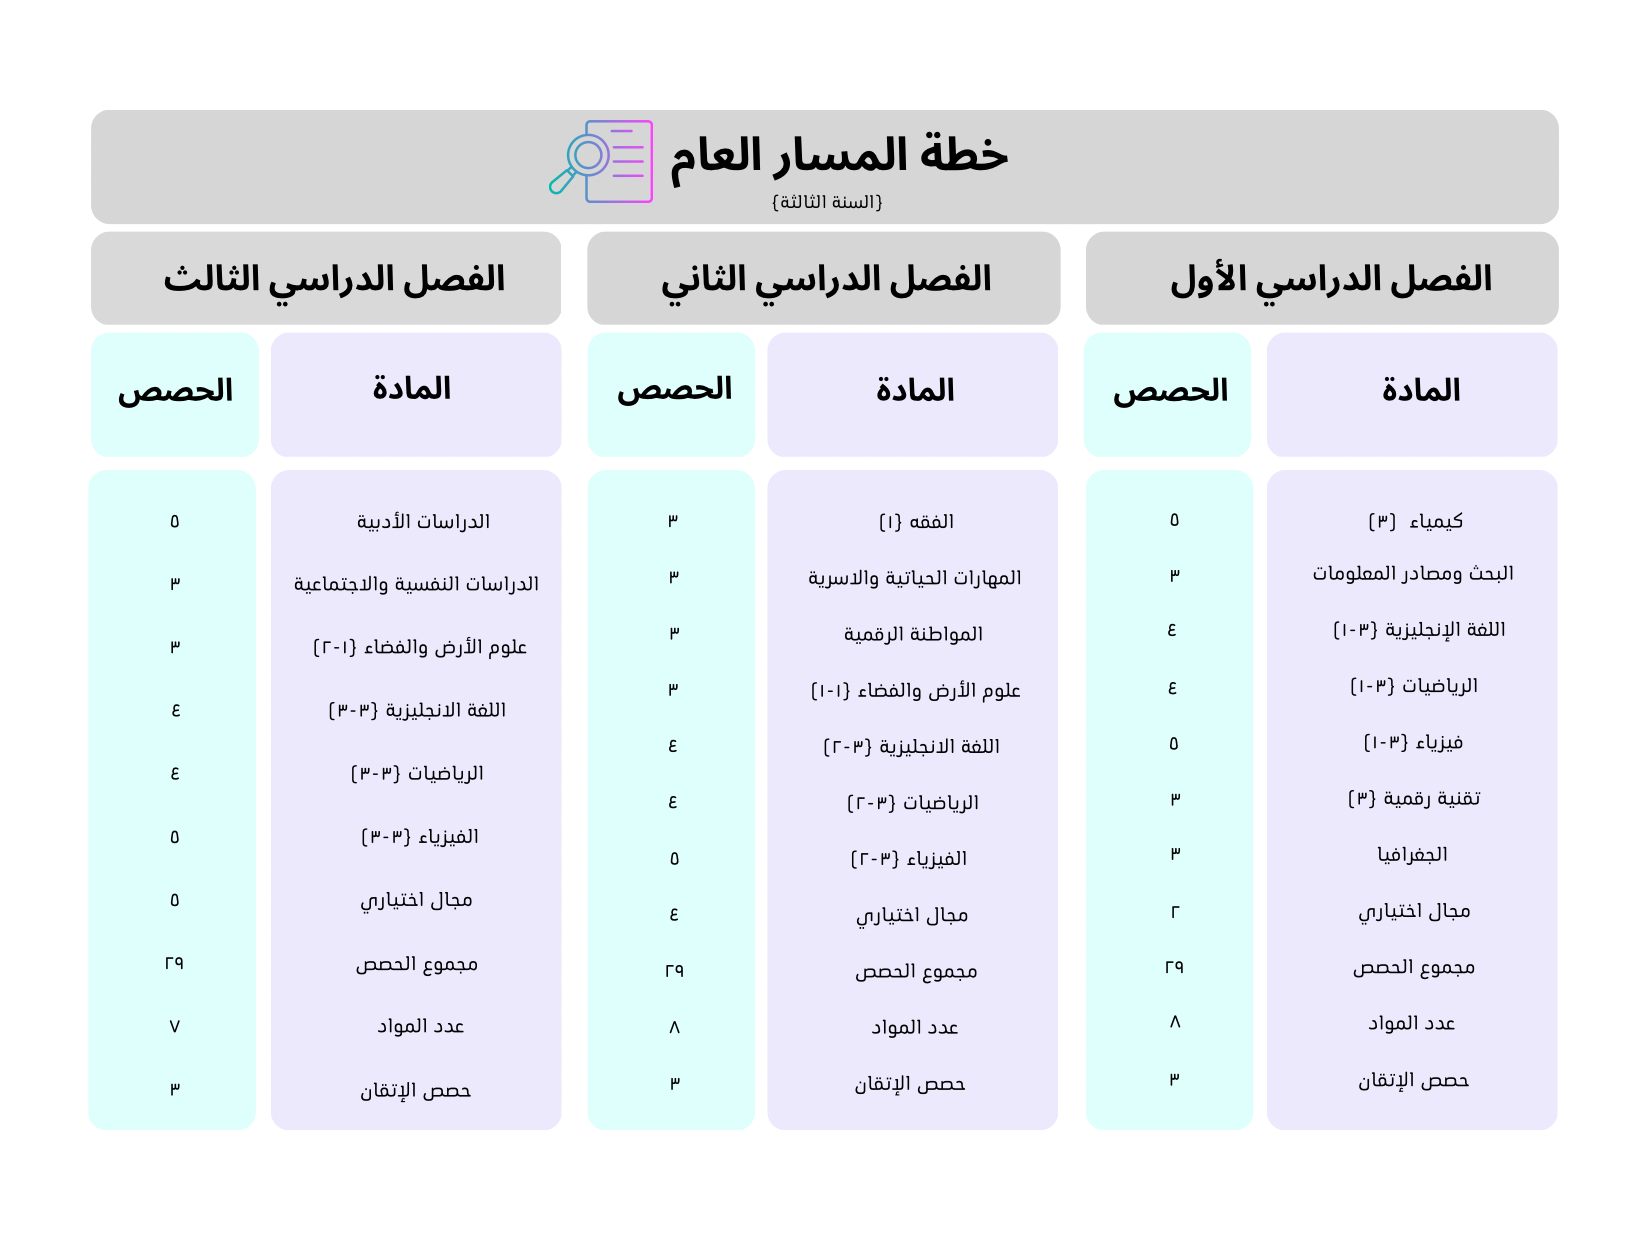 خطة المسار العام
{السنة الثالثة}
الفصل الدراسي الأول
المادة الحصص
كيمياء (٣) ٥
البحث ومصادر المعلومات ٣
اللغة الإنجليزية {٣-١) ٤
الرياضيات {٣-١) ٤
فيزياء {٣-١) ٥
تقنية رقمية {٣) ٣
الجغرافيا ٣
مجال اختياري ٢
مجموع الحصص ٢٩
عدد المواد ٨
حصص الإتقان ٣
الفصل الدراسي الثاني
المادة الحصص
الفقه {١) ٣
المهارات الحياتية والاسرية ٣
المواطنة الرقمية ٣
علوم الأرض والفضاء {١-١) ٣
اللغة الانجليزية {٣-٢) ٤
الرياضيات {٣-٢) ٤
الفيزياء {٣-٢) ٥
مجال اختياري ٤
مجموع الحصص ٢٩
عدد المواد ٨
حصص الإتقان ٣
الفصل الدراسي الثالث
المادة الحصص
الدراسات الأدبية ٥
الدراسات النفسية والاجتماعية ٣
علوم الأرض والفضاء {١-٢) ٣
اللغة الانجليزية {٣-٣) ٤
الرياضيات {٣-٣) ٤
الفيزياء {٣-٣) ٥
مجال اختياري ٥
مجموع الحصص ٢٩
عدد المواد ٧
حصص الإتقان ٣